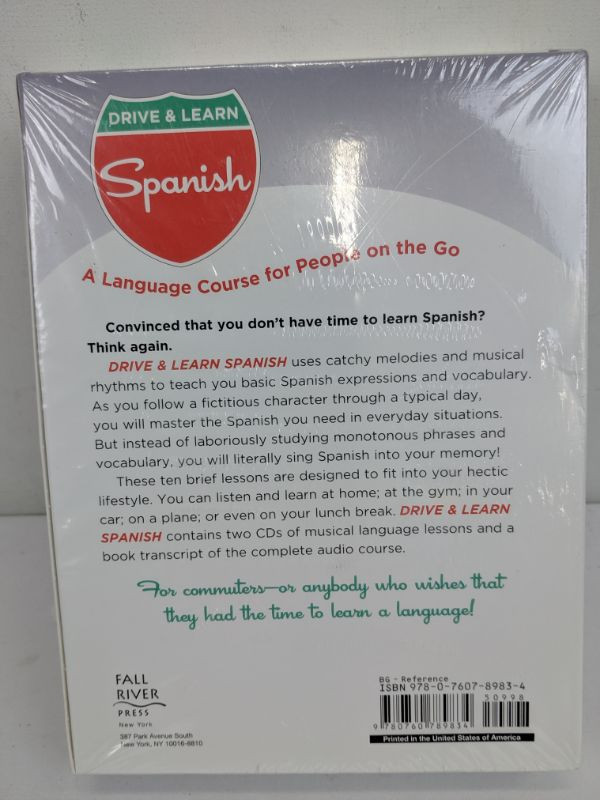 DRIVE & LEARN
Spanish
A Language Course for People on the Go
Convinced that you don't have time to learn Spanish?
Think again.
DRIVE & LEARN SPANISH uses catchy melodies and musical
rhythms to teach you basic Spanish expressions and vocabulary.
As you follow a fictitious character through a typical day,
you will master the Spanish you need in everyday situations.
But instead of laboriously studying monotonous phrases and
vocabulary, you will literally sing Spanish into your memory!
These ten brief lessons are designed to fit into your hectic
lifestyle. You can listen and learn at home; at the gym; in your
car; on a plane; or even on your lunch break. DRIVE & LEARN
SPANISH contains two CDs of musical language lessons and a
book transcript of the complete audio course.
For commuters—or anybody who wishes that
they had the time to learn a language!
FALL
RIVER
PRESS
New York
387 Park Avenue South
New York, NY 10016-8810
BG - Reference
ISBN 978-0-7607-8983-4
50998
9 780760 789834
Printed in the United States of America